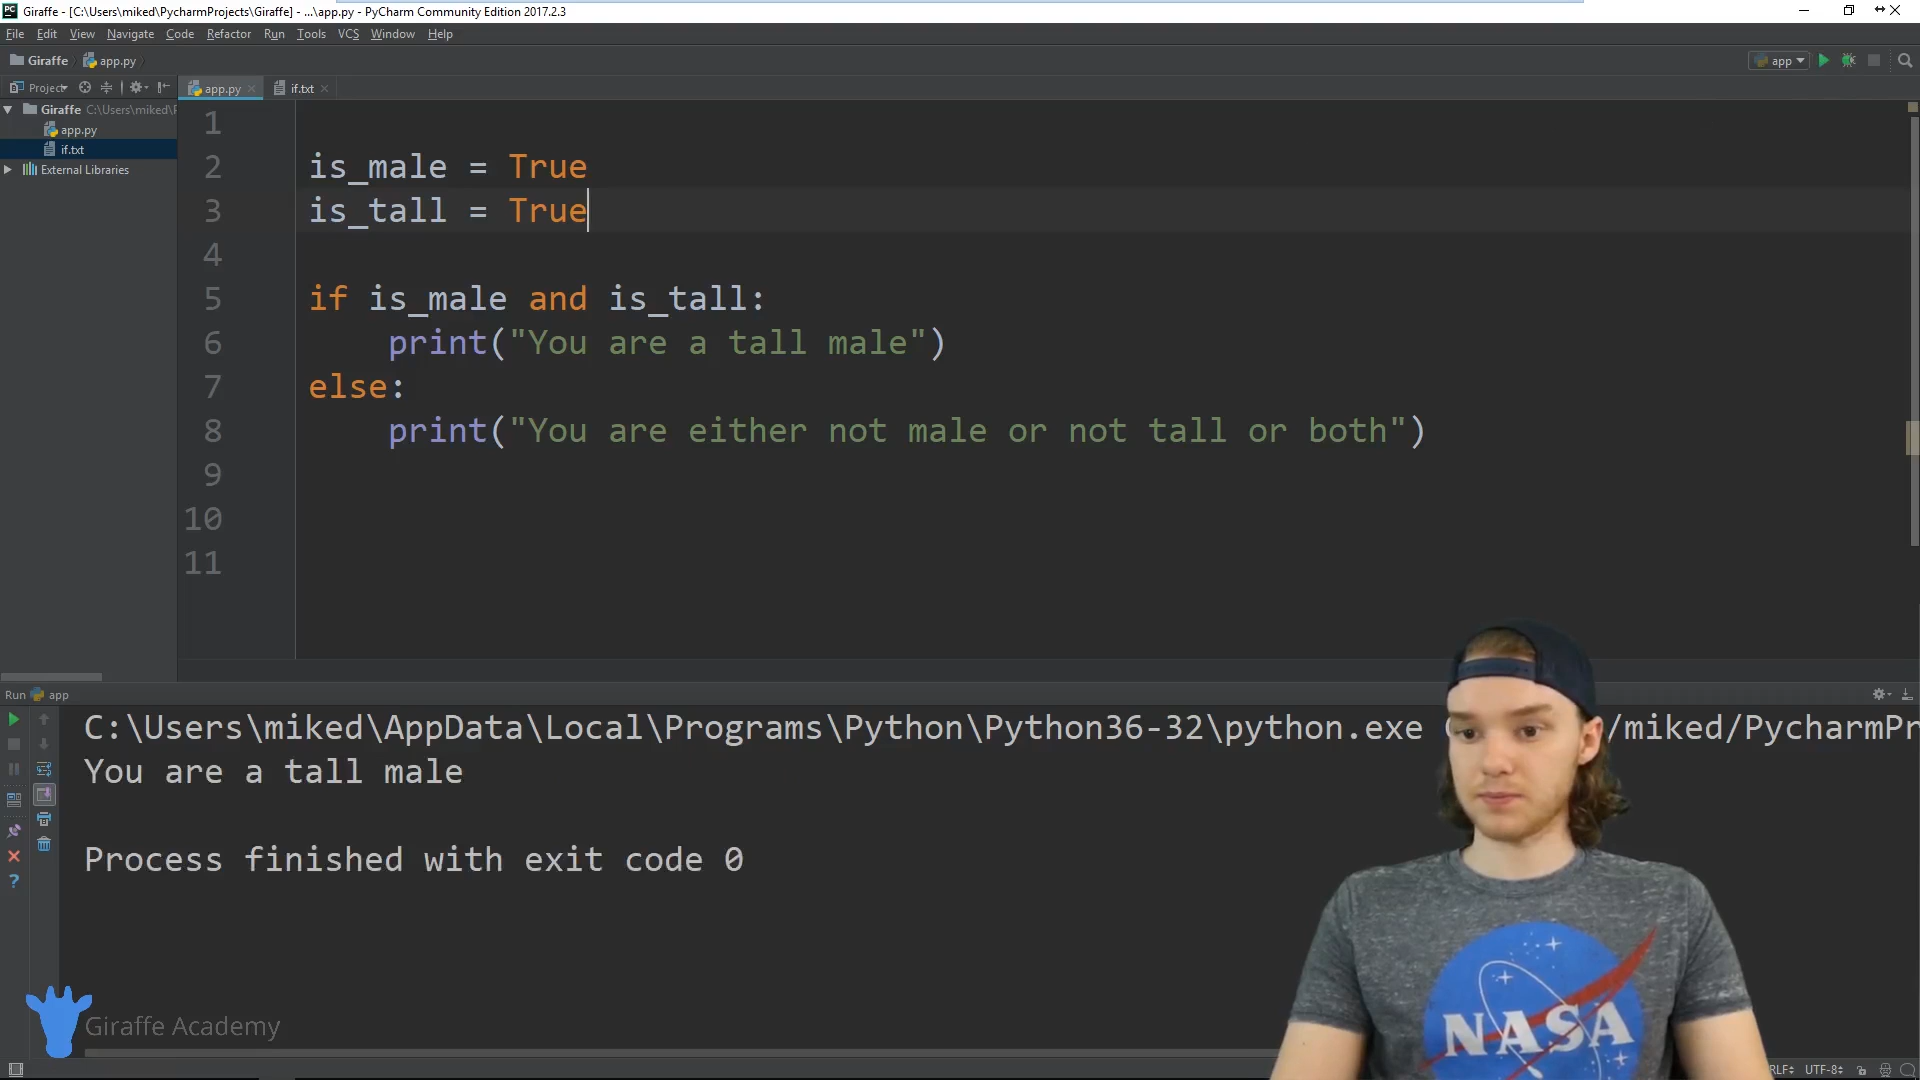 Giraffe - [C:\Users\miked\PycharmProjects\Giraffe] - ...\app.py - PyCharm Community Edition 2017.2.3
File Edit View Navigate Code Refactor Run Tools VCS Window Help
Giraffe app.py app
Project app.py if.txt
Giraffe C:\Users\miked\
app.py
if.txt
External Libraries
1
2 is_male = True
3 is_tall = True
4
5 if is_male and is_tall:
6 print("You are a tall male")
7 else:
8 print("You are either not male or not tall or both")
9
10
11
Run app
C:\Users\miked\AppData\Local\Programs\Python\Python36-32\python.exe /miked/PycharmPr
You are a tall male
Process finished with exit code 0
Giraffe Academy
NASA
RLF UTF-8